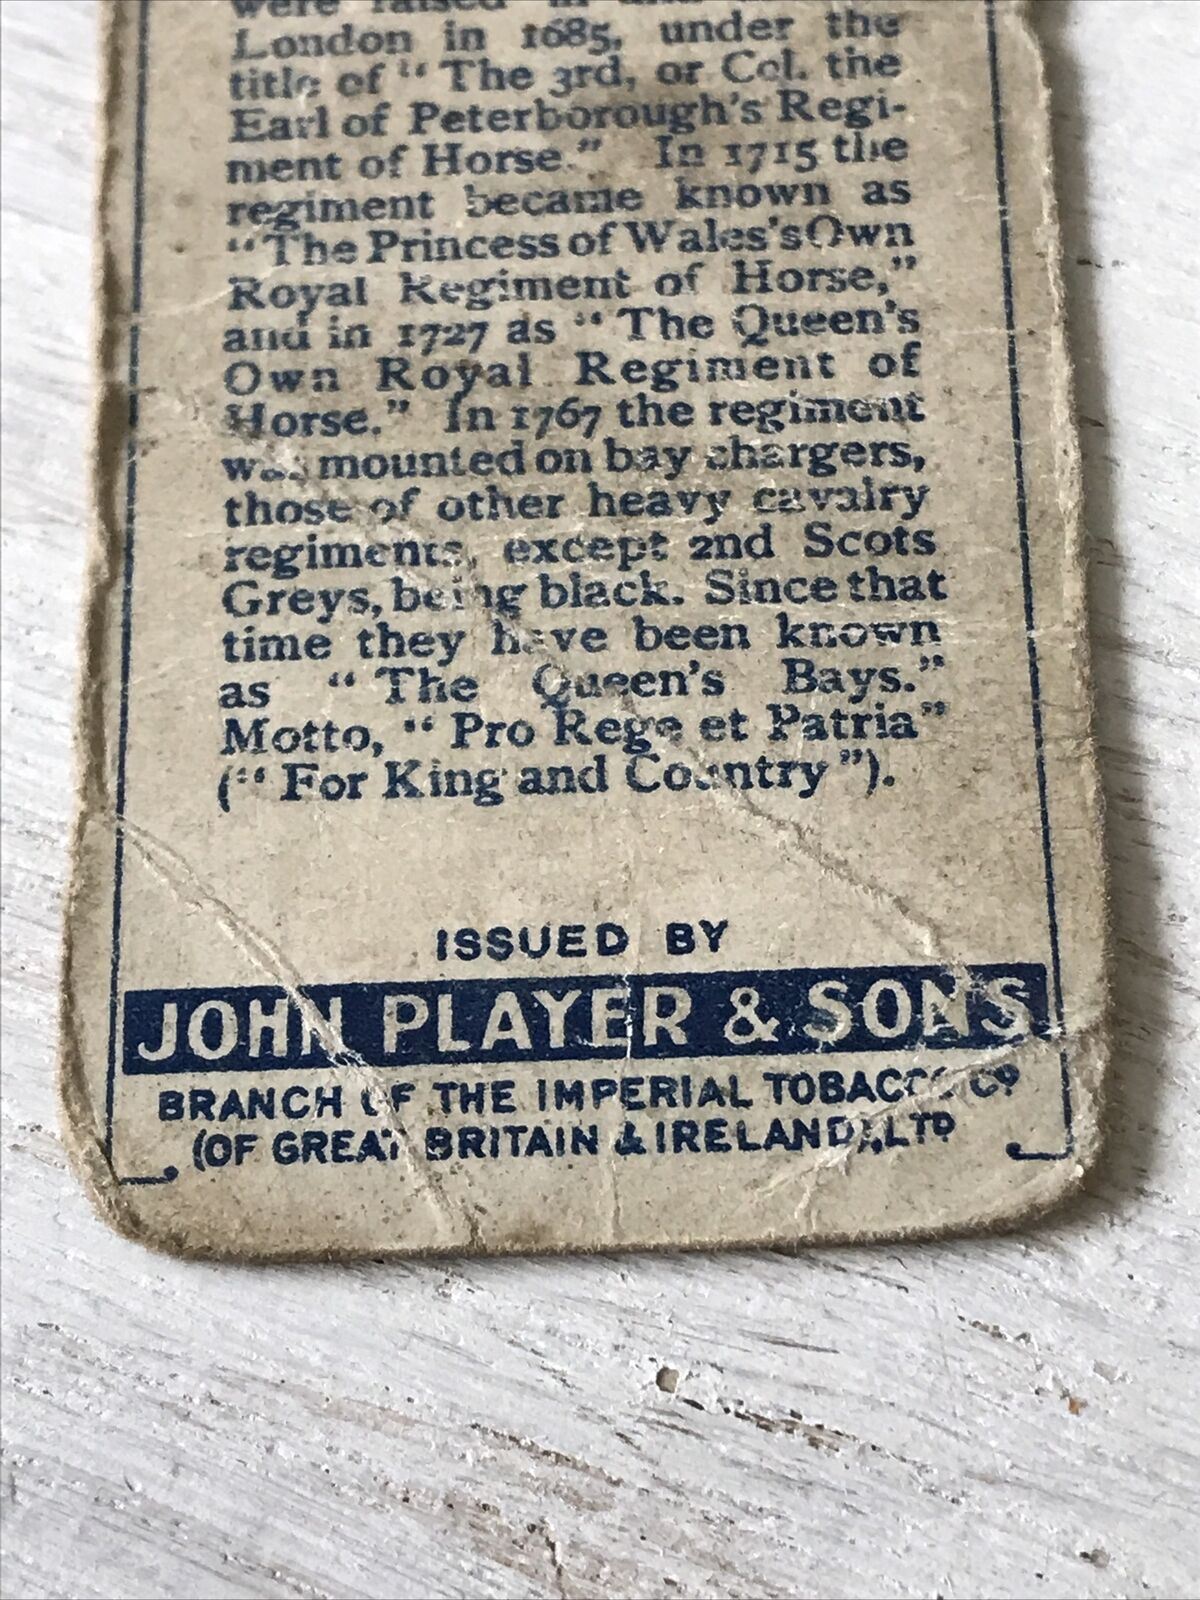 were raised in and
London in 1685, under the
title of “ The 3rd, or Col. the
Earl of Peterborough's Regi-
ment of Horse.” In 1715 the
regiment became known as
“The Princess of Wales's Own
Royal Regiment of Horse,”
and in 1727 as “ The Queen's
Own Royal Regiment of
Horse.” In 1767 the regiment
was mounted on bay chargers,
those of other heavy cavalry
regiments, except 2nd Scots
Greys, being black. Since that
time they have been known
as “ The Queen's Bays.”
Motto, “ Pro Rege et Patria”
(“ For King and Country ”).
ISSUED BY
JOHN PLAYER & SONS
BRANCH OF THE IMPERIAL TOBACCO CO
(OF GREAT BRITAIN & IRELAND), LTD